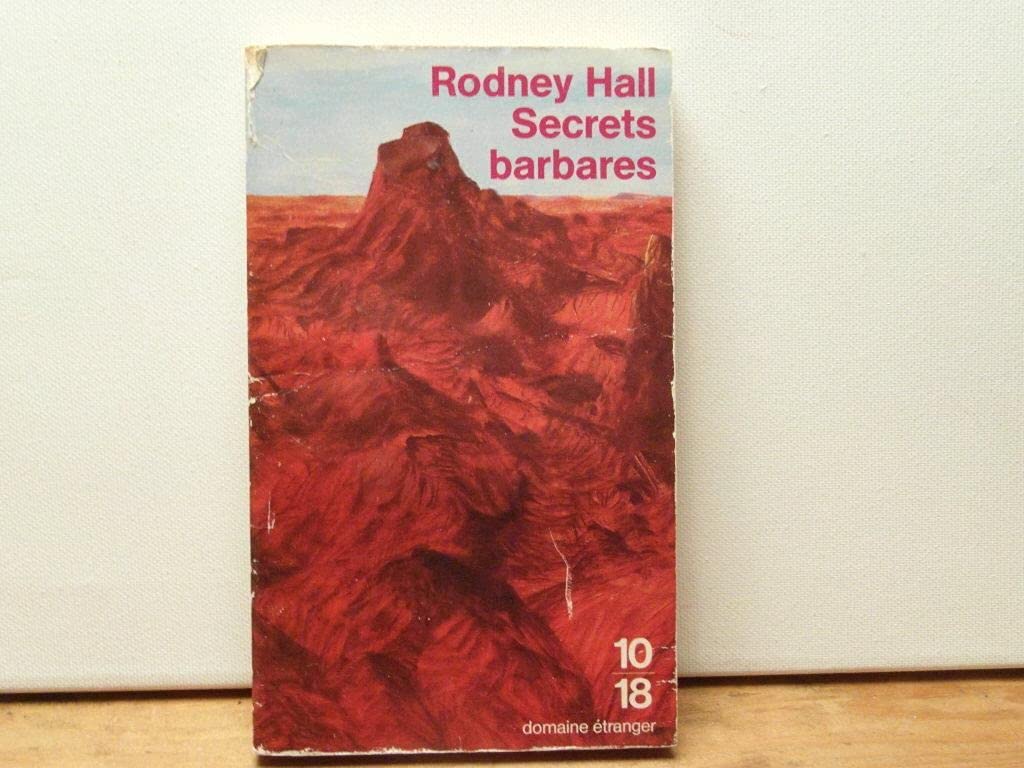 Rodney Hall
Secrets
barbares
10
18
domaine étranger